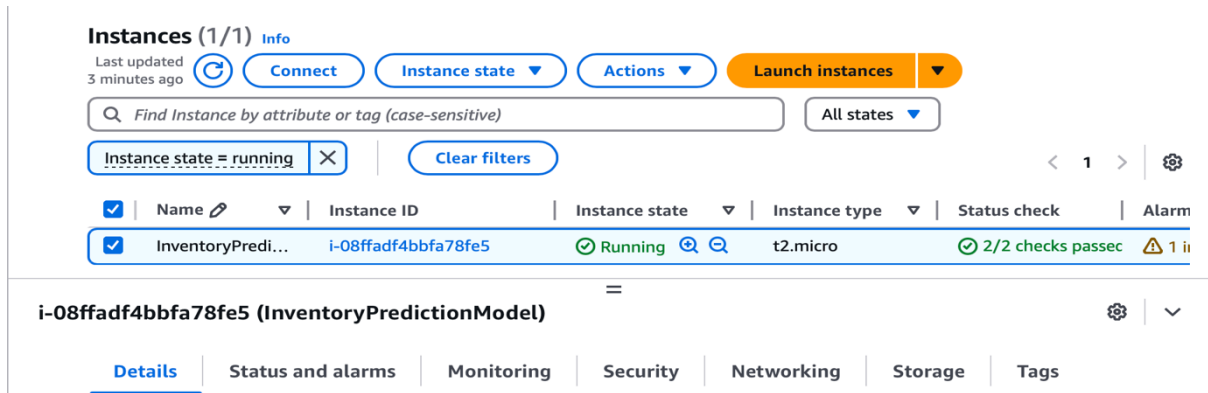 Instances (1/1) Info
Last updated
3 minutes ago
Connect Instance state Actions Launch instances
Find Instance by attribute or tag (case-sensitive) All states
Instance state = running Clear filters
1
Name Instance ID Instance state Instance type Status check Alarm
InventoryPredi... i-08ffadf4bbfa78fe5 Running t2.micro 2/2 checks passec 1 i
i-08ffadf4bbfa78fe5 (InventoryPredictionModel)
Details Status and alarms Monitoring Security Networking Storage Tags